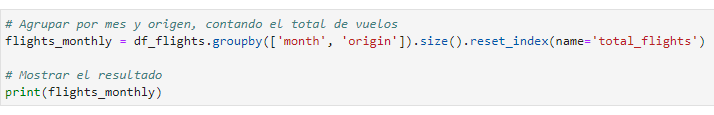 # Agrupar por mes y origen, contando el total de vuelos
flights_monthly = df_flights.groupby(['month', 'origin']).size().reset_index(name='total_flights')
# Mostrar el resultado
print(flights_monthly)